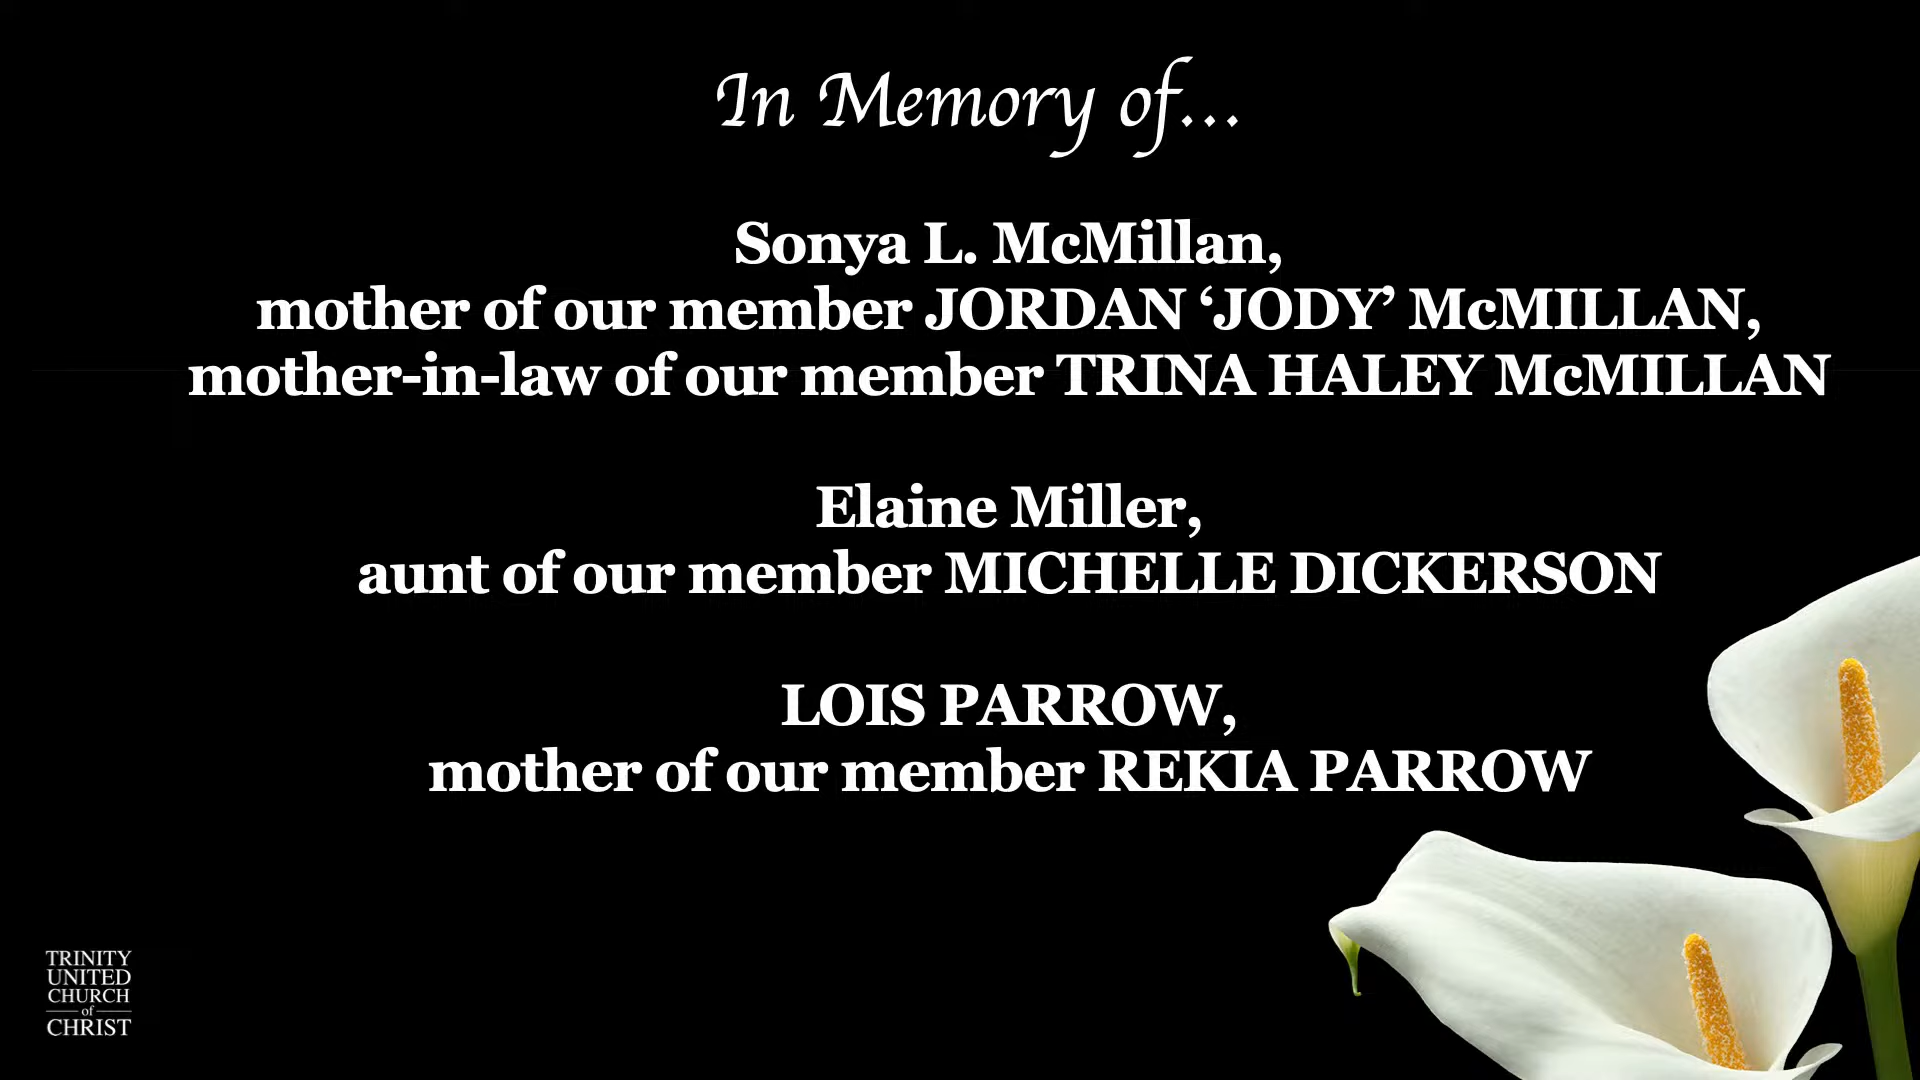 In Memory of...
Sonya L. McMillan,
mother of our member JORDAN ‘JODY’ McMILLAN,
mother-in-law of our member TRINA HALEY McMILLAN
Elaine Miller,
aunt of our member MICHELLE DICKERSON
LOIS PARROW,
mother of our member REKIA PARROW
TRINITY
UNITED
CHURCH
of
CHRIST